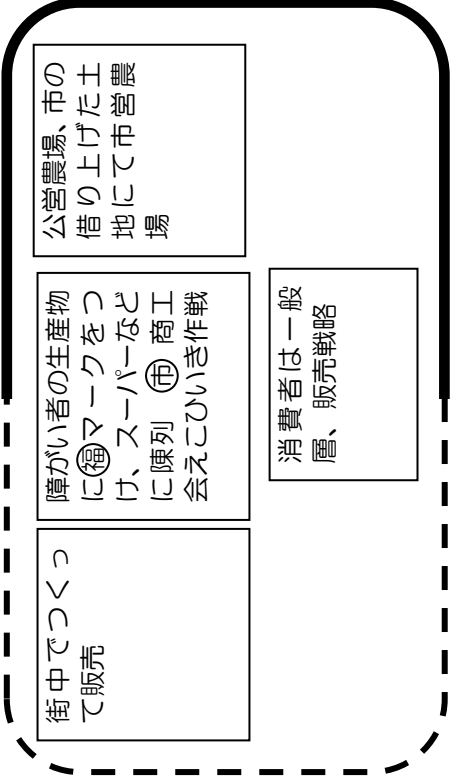 街中でつくっ
て販売
障がい者の生産物
に福マークをつ
け、スーパーなど
に陳列　市 商工
会えこひいき作戦
公営農場、市の
借り上げた土
地にて市営農
場
消費者は一般
層、販売戦略